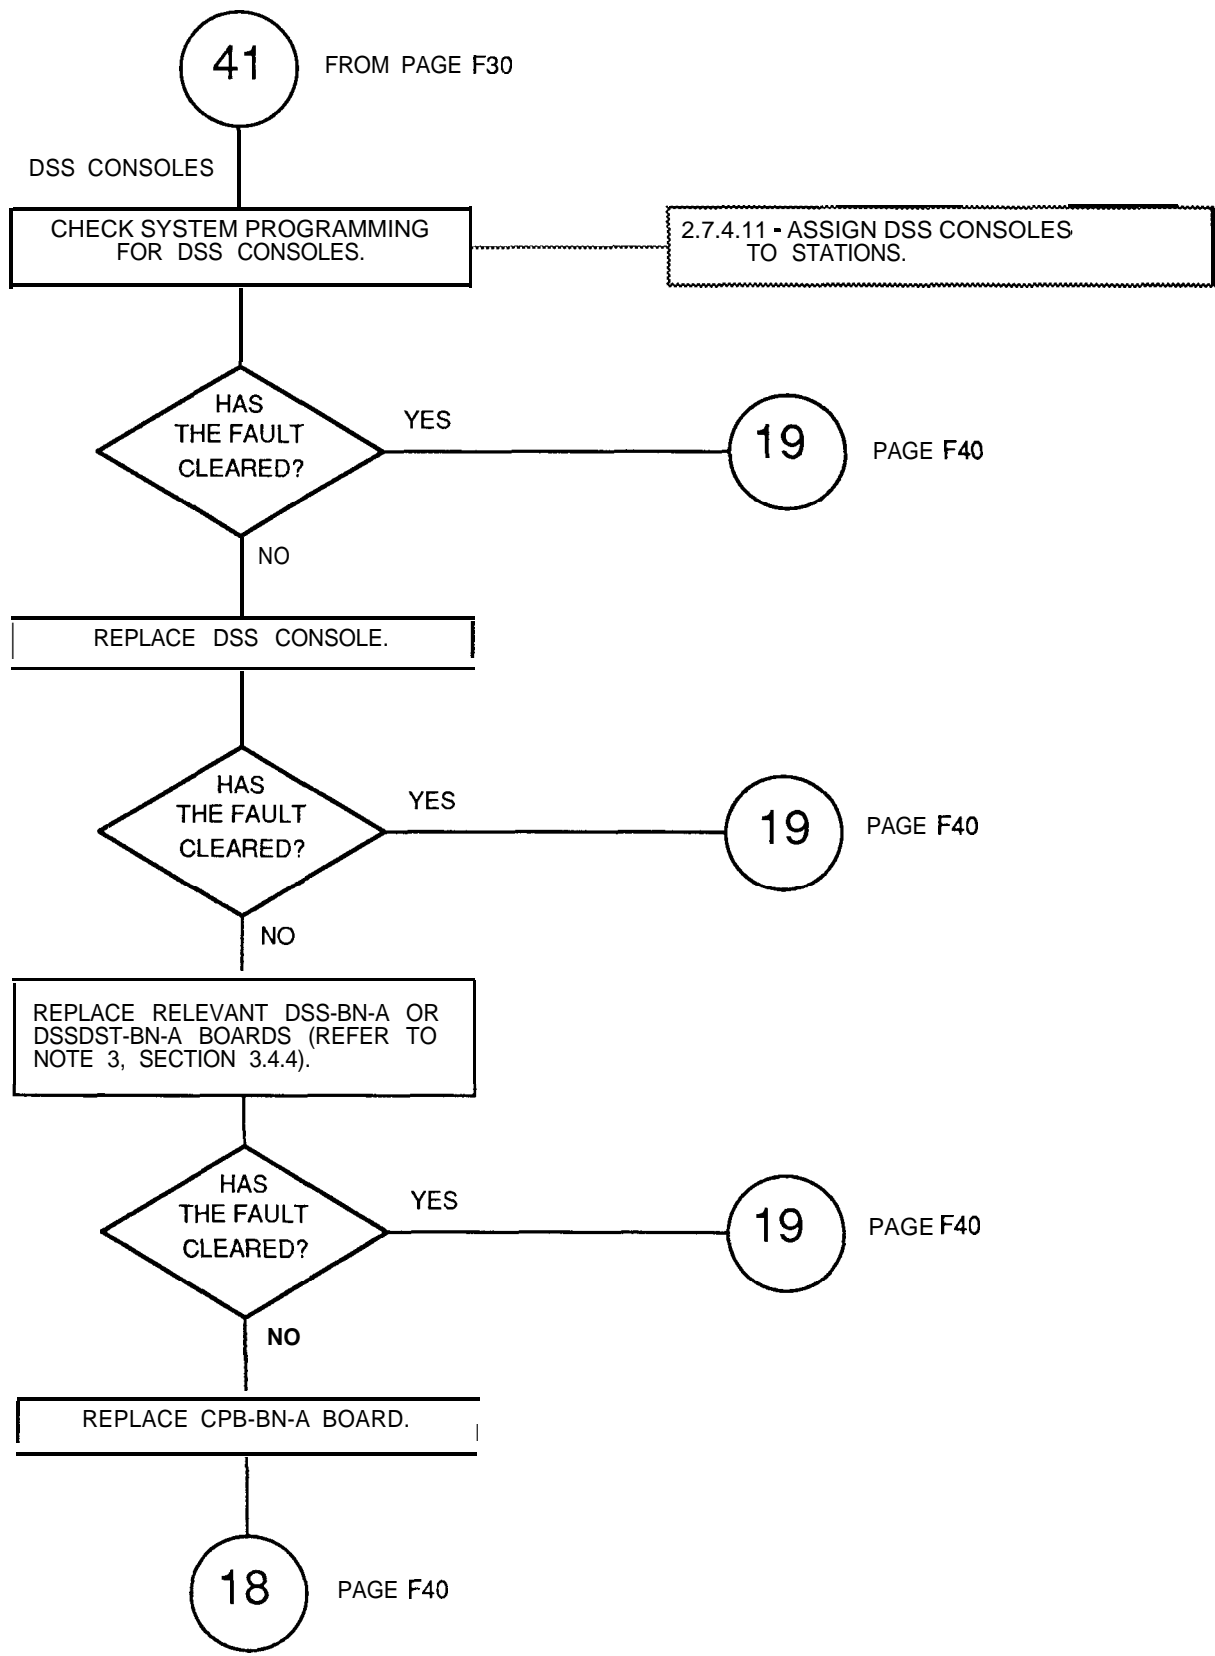 41
FROM PAGE F30
DSS CONSOLES
CHECK SYSTEM PROGRAMMING
FOR DSS CONSOLES.
2.7.4.11 - ASSIGN DSS CONSOLES
TO STATIONS.
HAS
THE FAULT
CLEARED?
YES
19
PAGE F40
NO
REPLACE DSS CONSOLE.
HAS
THE FAULT
CLEARED?
YES
19
PAGE F40
NO
REPLACE RELEVANT DSS-BN-A OR
DSSDST-BN-A BOARDS (REFER TO
NOTE 3, SECTION 3.4.4).
HAS
THE FAULT
CLEARED?
YES
19
PAGE F40
NO
REPLACE CPB-BN-A BOARD.
18
PAGE F40